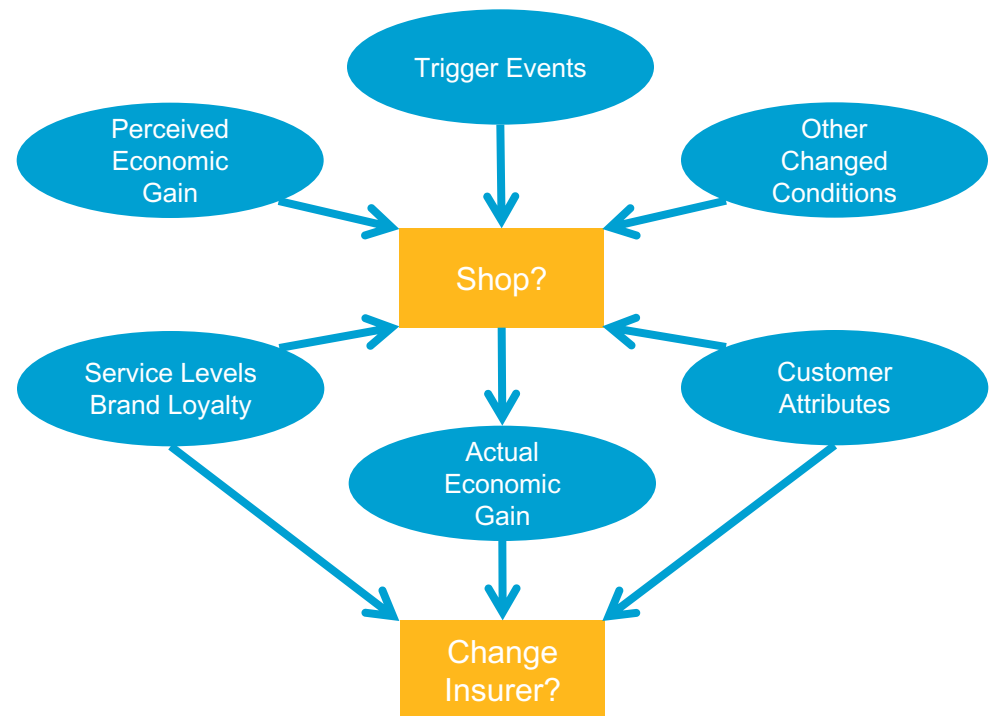 Trigger Events
Perceived
Economic
Gain
Other
Changed
Conditions
Shop?
Service Levels
Brand Loyalty
Customer
Attributes
Actual
Economic
Gain
Change
Insurer?